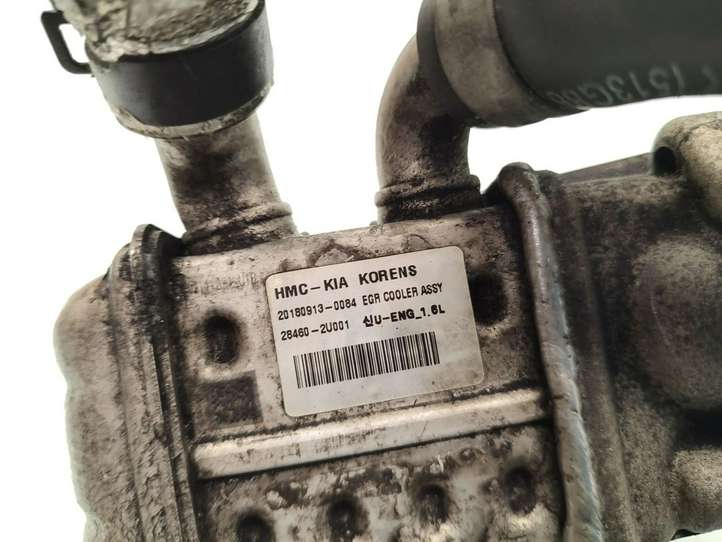 HMC-KIA KORENS
20180913-0084 EGR COOLER ASSY
28460-2U001 신U-ENG_1.6L